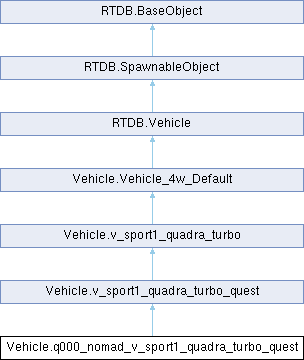 RTDB.BaseObject
RTDB.SpawnableObject
RTDB.Vehicle
Vehicle.Vehicle_4w_Default
Vehicle.v_sport1_quadra_turbo
Vehicle.v_sport1_quadra_turbo_quest
Vehicle.q000_nomad_v_sport1_quadra_turbo_quest